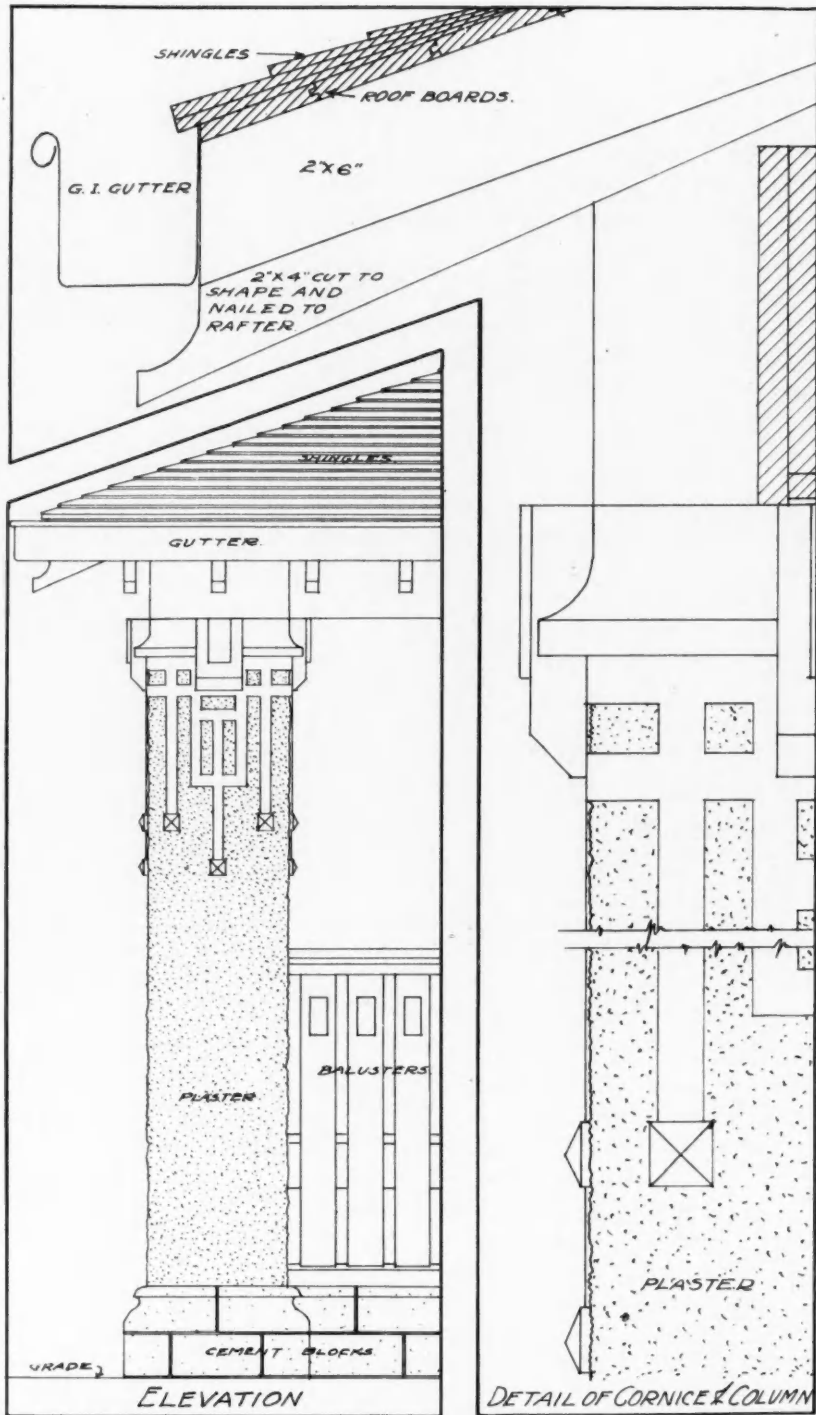 SHINGLES
ROOF BOARDS.
G. I. GUTTER
2"X6"
2"X4" CUT TO
SHAPE AND
NAILED TO
RAFTER.
SHINGLES.
GUTTER.
BALUSTERS.
PLASTER
CEMENT BLOCKS.
GRADE
ELEVATION
PLASTER
DETAIL OF CORNICE & COLUMN